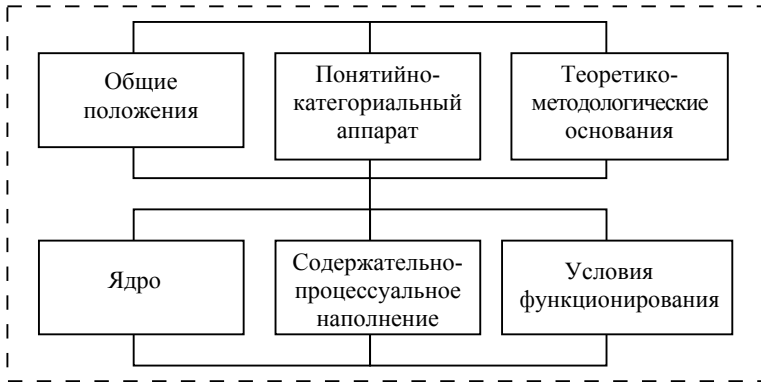 Общие
положения
Понятийно-
категориальный
аппарат
Теоретико-
методологические
основания
Ядро
Содержательно-
процессуальное
наполнение
Условия
функционирования